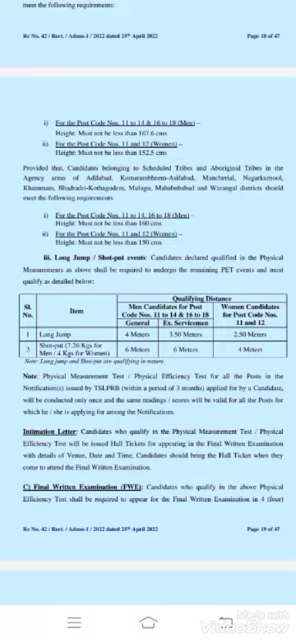 meet the following requirements:
Rc No. 42 / Rect. / Admn-1 / 2022 dated 25th April 2022 Page 18 of 47
i) For the Post Code Nos. 11 to 14 & 16 to 18 (Men) –
Height: Must not be less than 167.6 cms
ii) For the Post Code Nos. 11 and 12 (Women) –
Height: Must not be less than 152.5 cms
Provided, that Candidates belonging to Scheduled Tribes and Aboriginal Tribes in the
Agency areas of Adilabad, Komarambheem-Asifabad, Mancherial, Nagarkurnool,
Khammam, Bhadradri-Kothagudem, Mulugu, Mahabubabad and Warangal districts should
meet the following requirements:
i) For the Post Code Nos. 11 to 14, 16 to 18 (Men) –
Height: Must not be less than 160 cms
ii) For the Post Code Nos. 11 and 12 (Women) –
Height: Must not be less than 150 cms
iii. Long Jump / Shot-put events: Candidates declared qualified in the Physical
Measurements as above shall be required to undergo the remaining PET events and must
qualify as detailed below:
Qualifying Distance
Sl. No. Item Men Candidates for Post Code Nos. 11 to 14 & 16 to 18 Women Candidates for Post Code Nos. 11 and 12
General Ex. Servicemen
1 Long Jump 4 Meters 3.50 Meters 2.50 Meters
2 Shot-put (7.26 Kgs for Men / 4 Kgs for Women) 6 Meters 6 Meters 4 Meters
Note: Long jump and Shot-put are qualifying in nature.
Note: Physical Measurement Test / Physical Efficiency Test for all the Posts in the
Notification(s) issued by TSLPRB (within a period of 3 months) applied for by a Candidate,
will be conducted only once and the same readings / scores will be valid for all the Posts for
which he / she is applying for among the Notifications.
Intimation Letter: Candidates who qualify in the Physical Measurement Test / Physical
Efficiency Test will be issued Hall Tickets for appearing in the Final Written Examination
with details of Venue, Date and Time. Candidates should bring the Hall Ticket when they
come to attend the Final Written Examination.
C) Final Written Examination (FWE): Candidates who qualify in the above Physical
Efficiency Test shall be required to appear for the Final Written Examination in 4 (four)
Rc No. 42 / Rect. / Admn-1 / 2022 dated 25th April 2022 Page 19 of 47
Made with
VideoShow